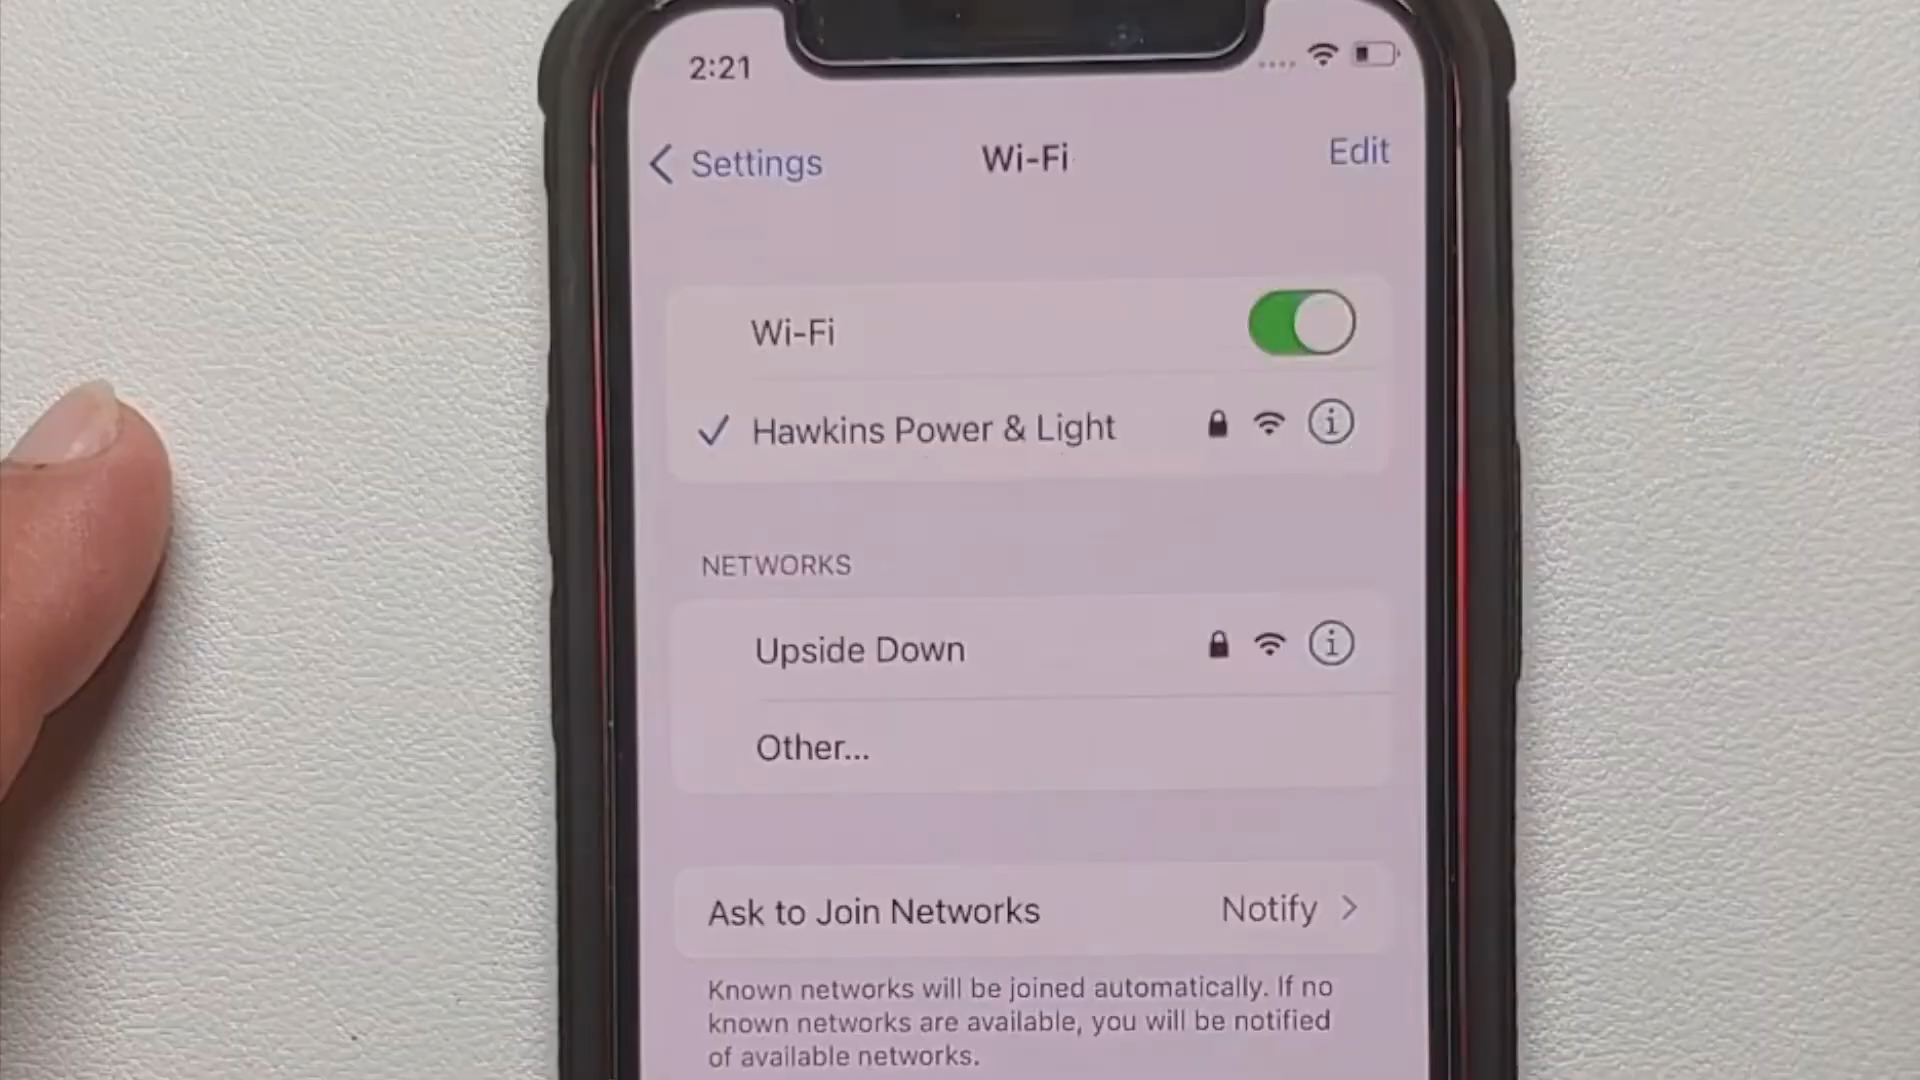 2:21
Settings
Wi-Fi
Edit
Wi-Fi
Hawkins Power & Light
NETWORKS
Upside Down
Other...
Ask to Join Networks
Notify
Known networks will be joined automatically. If no
known networks are available, you will be notified
of available networks.